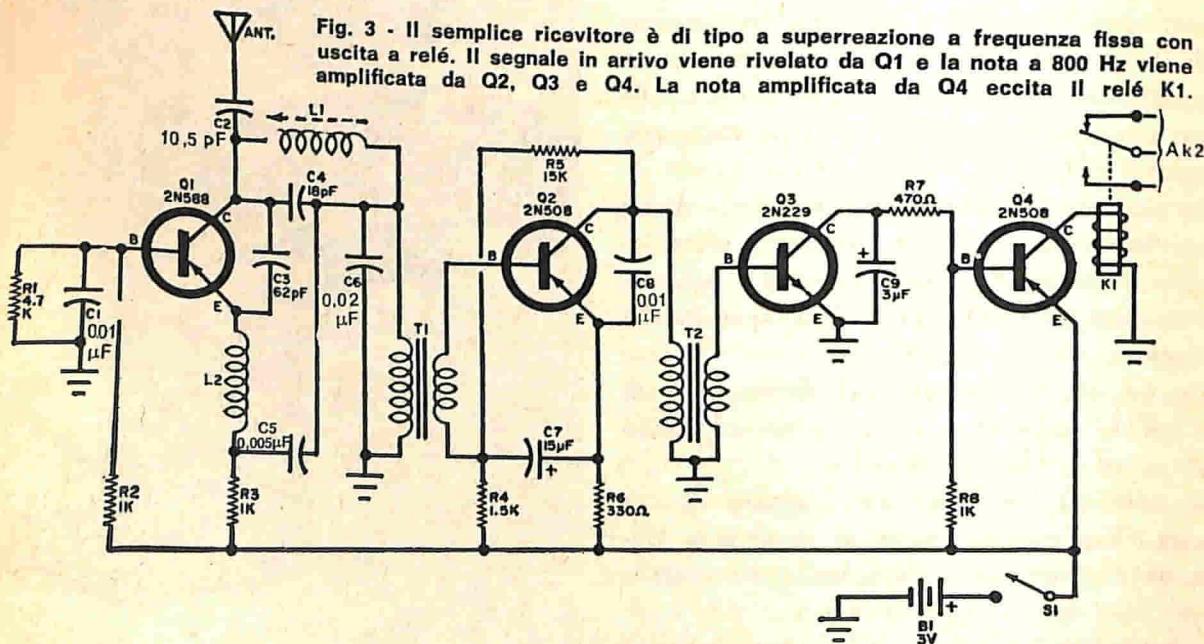 Fig. 3 - Il semplice ricevitore è di tipo a superreazione a frequenza fissa con
uscita a relé. Il segnale in arrivo viene rivelato da Q1 e la nota a 800 Hz viene
amplificata da Q2, Q3 e Q4. La nota amplificata da Q4 eccita il relé K1.
ANT.
C2
10,5 pF
L1
Q1
2N588
B
C
E
R1
4.7
K
C1
0.01
μF
C4
18pF
C3
62pF
C6
0,02
μF
L2
C5
0,005μF
R2
1K
R3
1K
T1
R5
15K
Q2
2N508
B
C
E
C8
0.01
μF
C7
15μF
+
R4
1.5K
R6
330Ω
T2
Q3
2N229
B
C
E
+
C9
3μF
R7
470Ω
R8
1K
Q4
2N508
B
C
E
K1
Ak2
B1
3V
+
S1